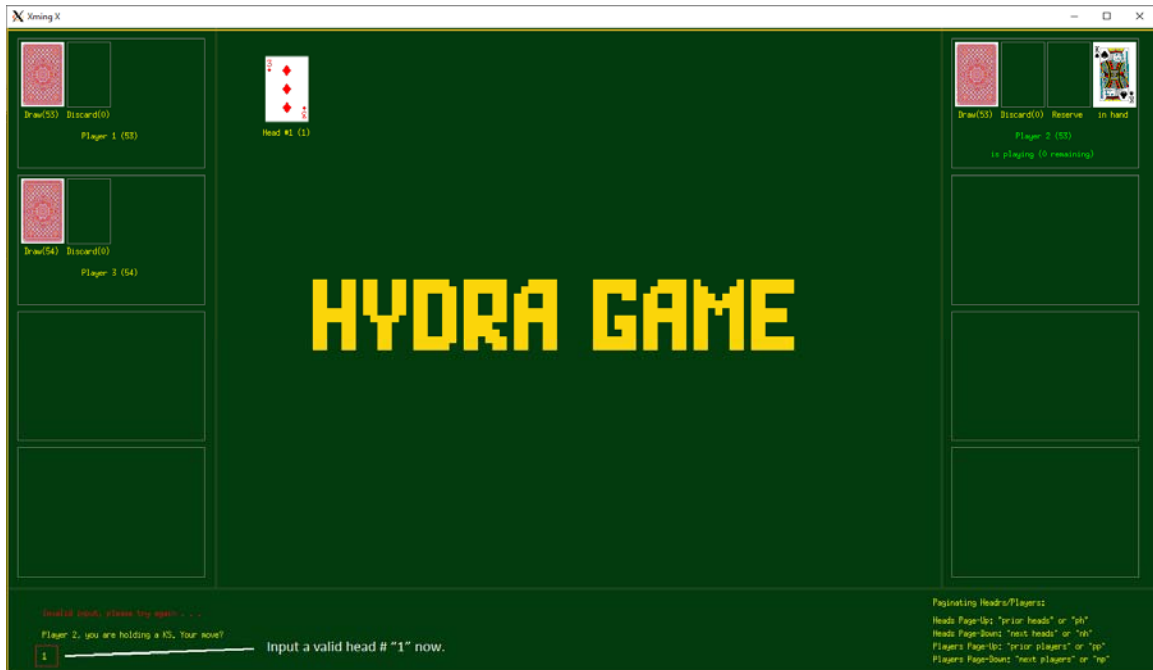 Xming X
Draw(53) Discard(0)
Player 1 (53)
3
Head #1 (1)
Draw(53) Discard(0) Reserve in hand
K
Player 2 (53)
is playing (0 remaining)
Draw(54) Discard(0)
Player 3 (54)
HYDRA GAME
Invalid input, please try again . . .
Player 2, you are holding a KS. Your move?
1
Input a valid head # “1” now.
Paginating Headrs/Players:
Heads Page-Up: "prior heads" or "ph"
Heads Page-Down: "next heads" or "nh"
Players Page-Up: "prior players" or "pp"
Players Page-Down: "next players" or "np"